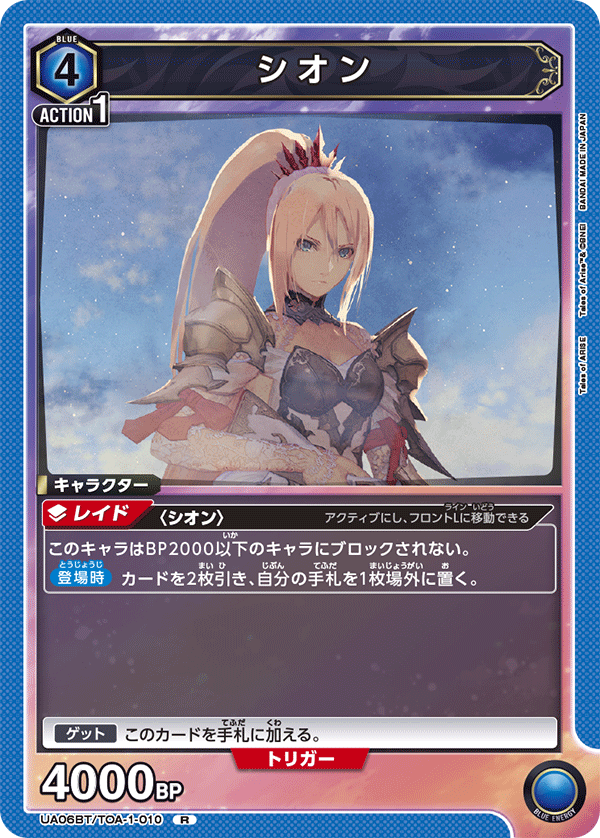 BLUE
4
シオン
ACTION1
Tales of ARISE Tales of Arise™& ©BNEI BANDAI MADE IN JAPAN
キャラクター
レイド 〈シオン〉 アクティブにし、フロントLに移動できる
ライン いどう
このキャラはBP2000以下のキャラにブロックされない。
いか
登場時 カードを2枚引き、自分の手札を1枚場外に置く。
とうじょうじ まい ひ じぶん てふだ まいじょうがい お
ゲット このカードを手札に加える。
てふだ くわ
トリガー
4000BP
UA06BT/TOA-1-010 R
BLUE ENERGY